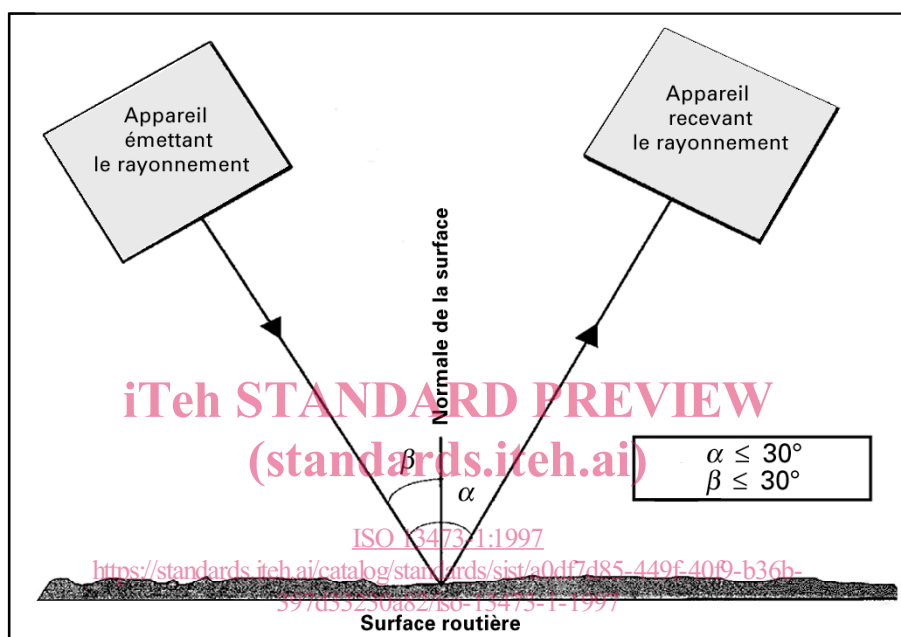 Appareil
émettant
le rayonnement
Appareil
recevant
le rayonnement
Normale de la surface
iTeh STANDARD PREVIEW
(standards.iteh.ai)
β
α
α ≤ 30°
β ≤ 30°
ISO 13473-1:1997
https://standards.iteh.ai/catalog/standards/sist/a0df7d85-449f-40f9-b36b-
397d33230a82/iso-13473-1-1997
Surface routière